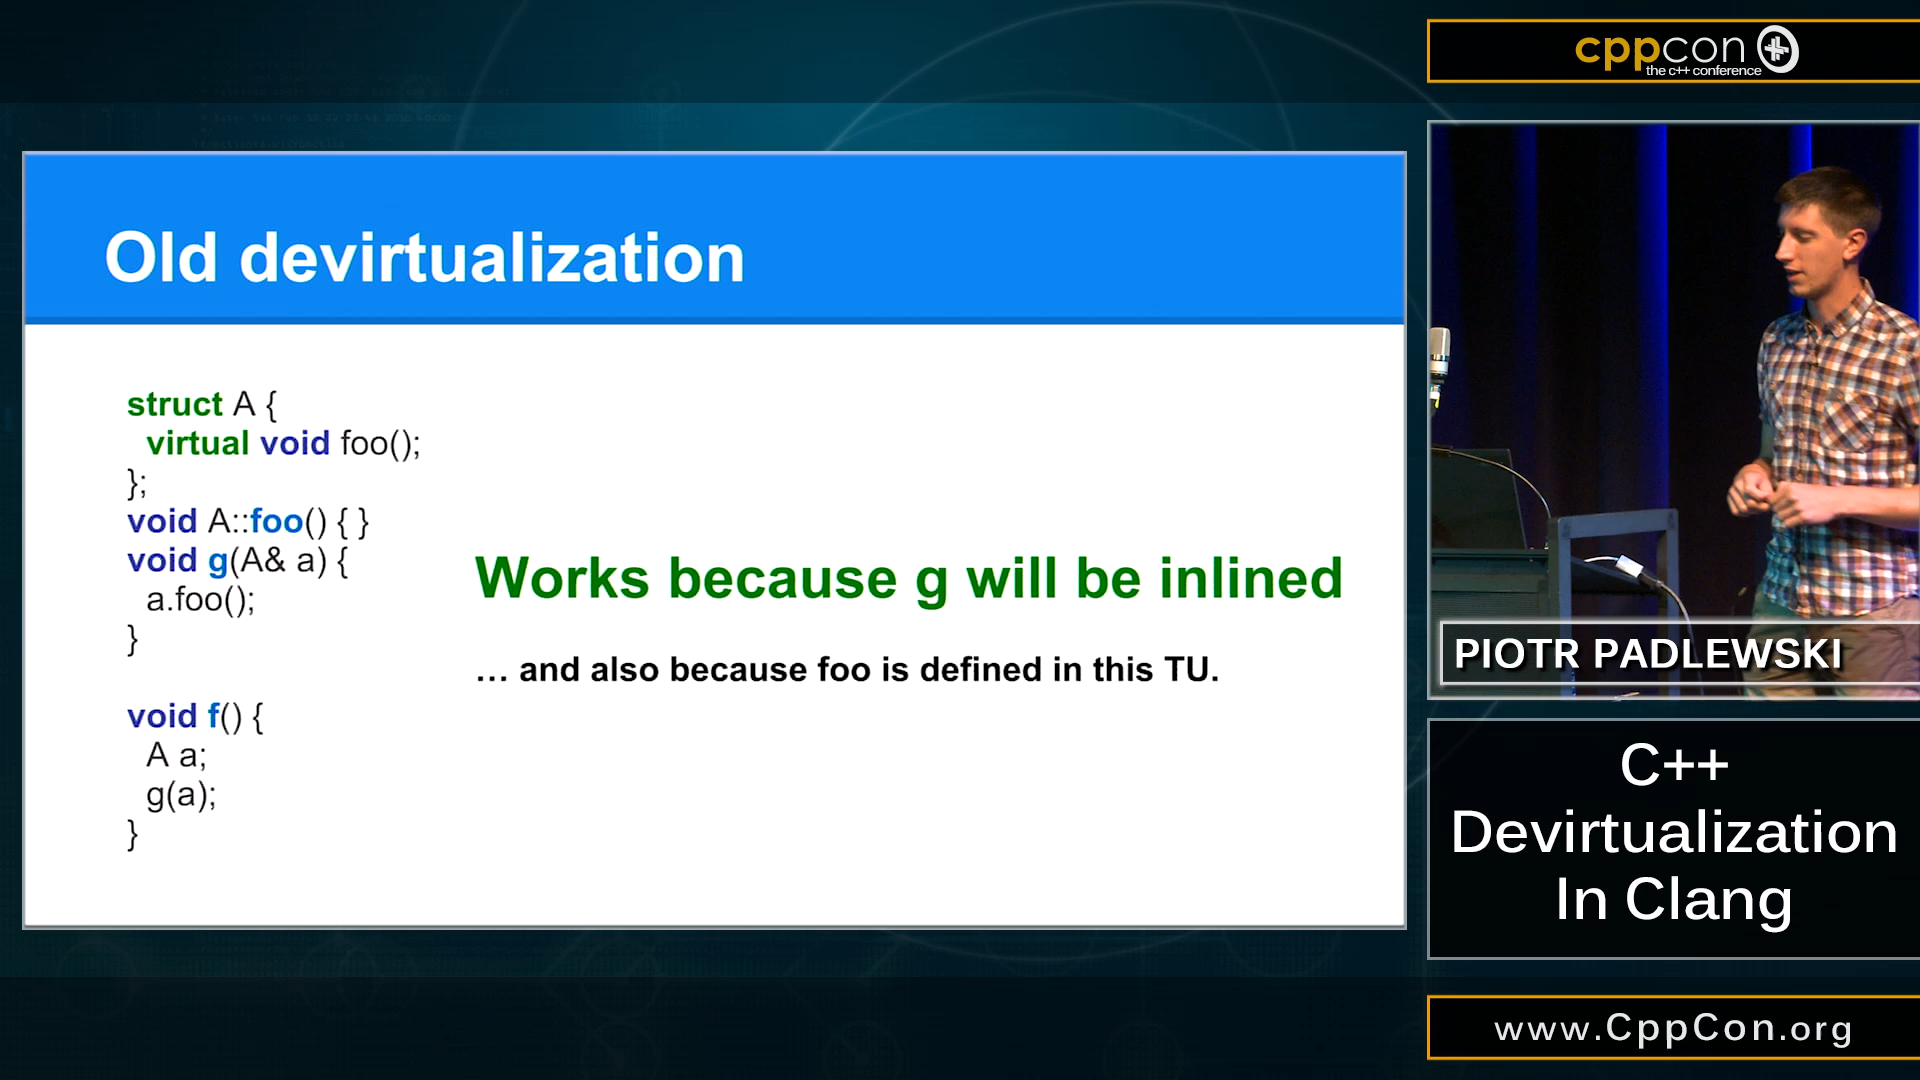 cppcon
the c++ conference
Old devirtualization
struct A {
virtual void foo();
};
void A::foo() { }
void g(A& a) {
a.foo();
}
void f() {
A a;
g(a);
}
Works because g will be inlined
… and also because foo is defined in this TU.
PIOTR PADLEWSKI
C++
Devirtualization
In Clang
www.CppCon.org